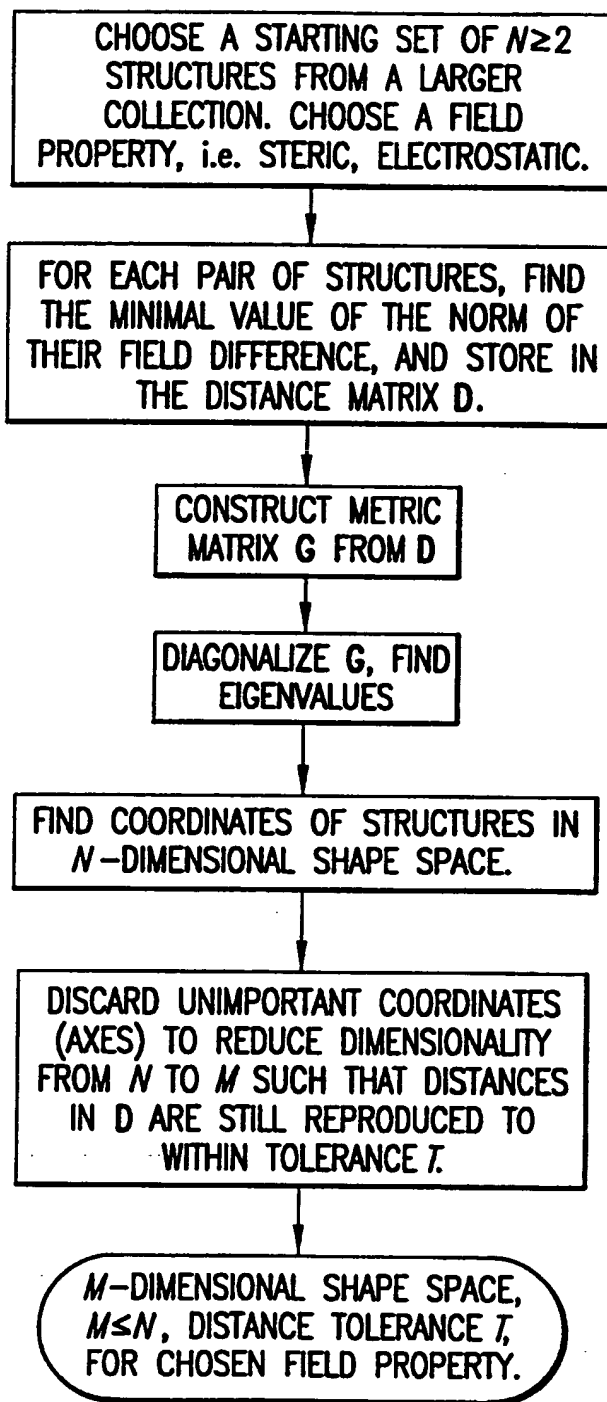 CHOOSE A STARTING SET OF N≥2
STRUCTURES FROM A LARGER
COLLECTION. CHOOSE A FIELD
PROPERTY, i.e. STERIC, ELECTROSTATIC.
FOR EACH PAIR OF STRUCTURES, FIND
THE MINIMAL VALUE OF THE NORM OF
THEIR FIELD DIFFERENCE, AND STORE IN
THE DISTANCE MATRIX D.
CONSTRUCT METRIC
MATRIX G FROM D
DIAGONALIZE G, FIND
EIGENVALUES
FIND COORDINATES OF STRUCTURES IN
N-DIMENSIONAL SHAPE SPACE.
DISCARD UNIMPORTANT COORDINATES
(AXES) TO REDUCE DIMENSIONALITY
FROM N TO M SUCH THAT DISTANCES
IN D ARE STILL REPRODUCED TO
WITHIN TOLERANCE T.
M-DIMENSIONAL SHAPE SPACE,
M≤N, DISTANCE TOLERANCE T,
FOR CHOSEN FIELD PROPERTY.